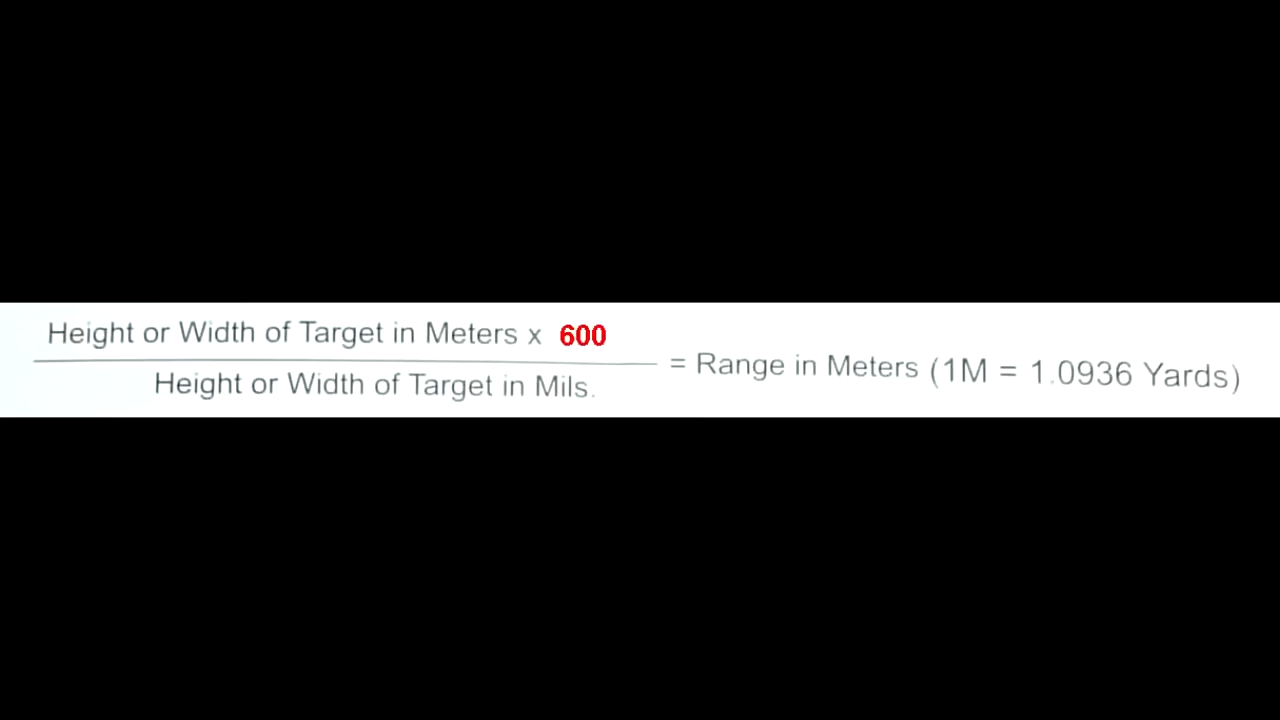 Height or Width of Target in Meters x 600
Height or Width of Target in Mils.
= Range in Meters (1M = 1.0936 Yards)